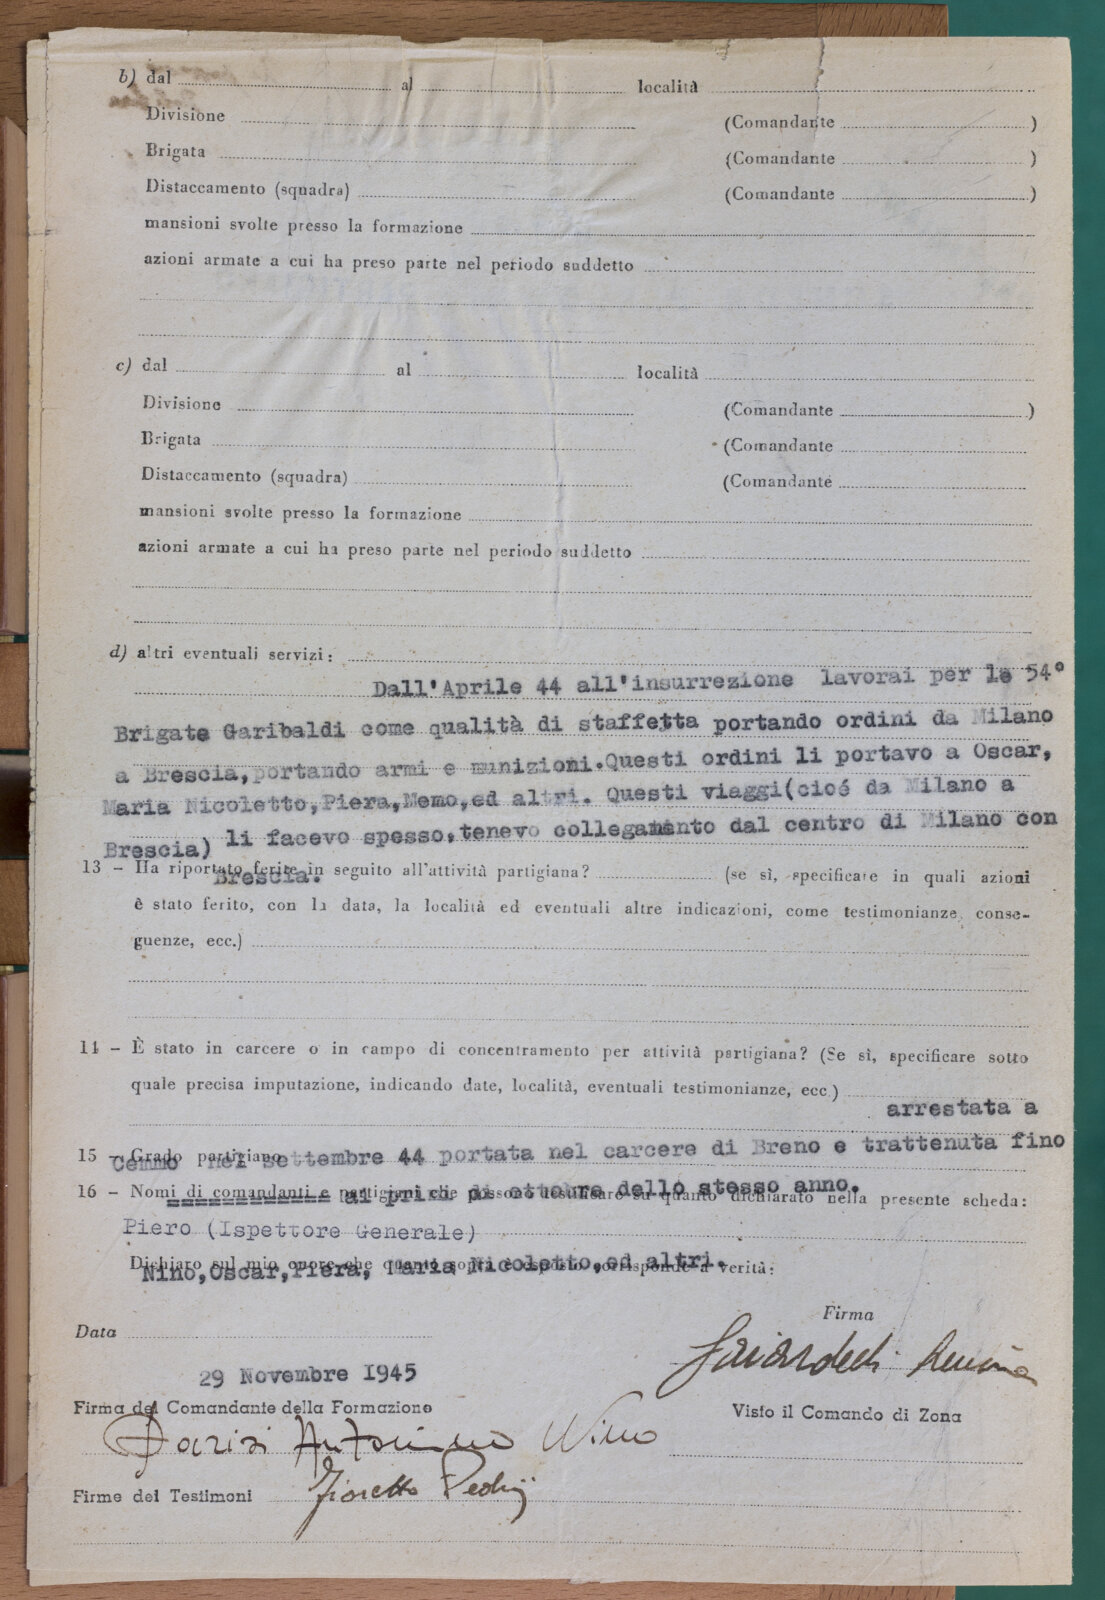 b) dal al località
Divisione (Comandante )
Brigata (Comandante )
Distaccamento (squadra) (Comandante )
mansioni svolte presso la formazione
azioni armate a cui ha preso parte nel periodo suddetto
c) dal al località
Divisione (Comandante )
Brigata (Comandante
Distaccamento (squadra) (Comandante
mansioni svolte presso la formazione
azioni armate a cui ha preso parte nel periodo suddetto
d) altri eventuali servizi:
Dall'Aprile 44 all'insurrezione lavorai per le 54°
Brigate Garibaldi come qualità di staffetta portando ordini da Milano
a Brescia, portando armi e munizioni. Questi ordini li portavo a Oscar,
Maria Nicoletto, Piera, Memo, ed altri. Questi viaggi (cioé da Milano a
Brescia) li facevo spesso, tenevo collegamento dal centro di Milano con
Brescia.
13 - Ha riportato ferite in seguito all'attività partigiana? (se sì, specificare in quali azioni
è stato ferito, con la data, la località ed eventuali altre indicazioni, come testimonianze, conse-
guenze, ecc.)
14 - È stato in carcere o in campo di concentramento per attività partigiana? (Se sì, specificare sotto
quale precisa imputazione, indicando date, località, eventuali testimonianze, ecc.)
arrestata a
15 - Grado partigiano
Cemmo nel settembre 44 portata nel carcere di Breno e trattenuta fino
16 - Nomi di comandanti e partigiani che possono testimoniare su quanto dichiarato nella presente scheda:
============ ai primi di ottobre dello stesso anno.
Piero (Ispettore Generale)
Dichiaro sul mio onore che quanto sopra esposto corrisponde a verità:
Nino, Oscar, Piera, Maria Nicoletto, ed altri.
Firma
Data
29 Novembre 1945
Firma del Comandante della Formazione
Visto il Comando di Zona
Parisi Antonino Nino
Firme dei Testimoni Fioretto